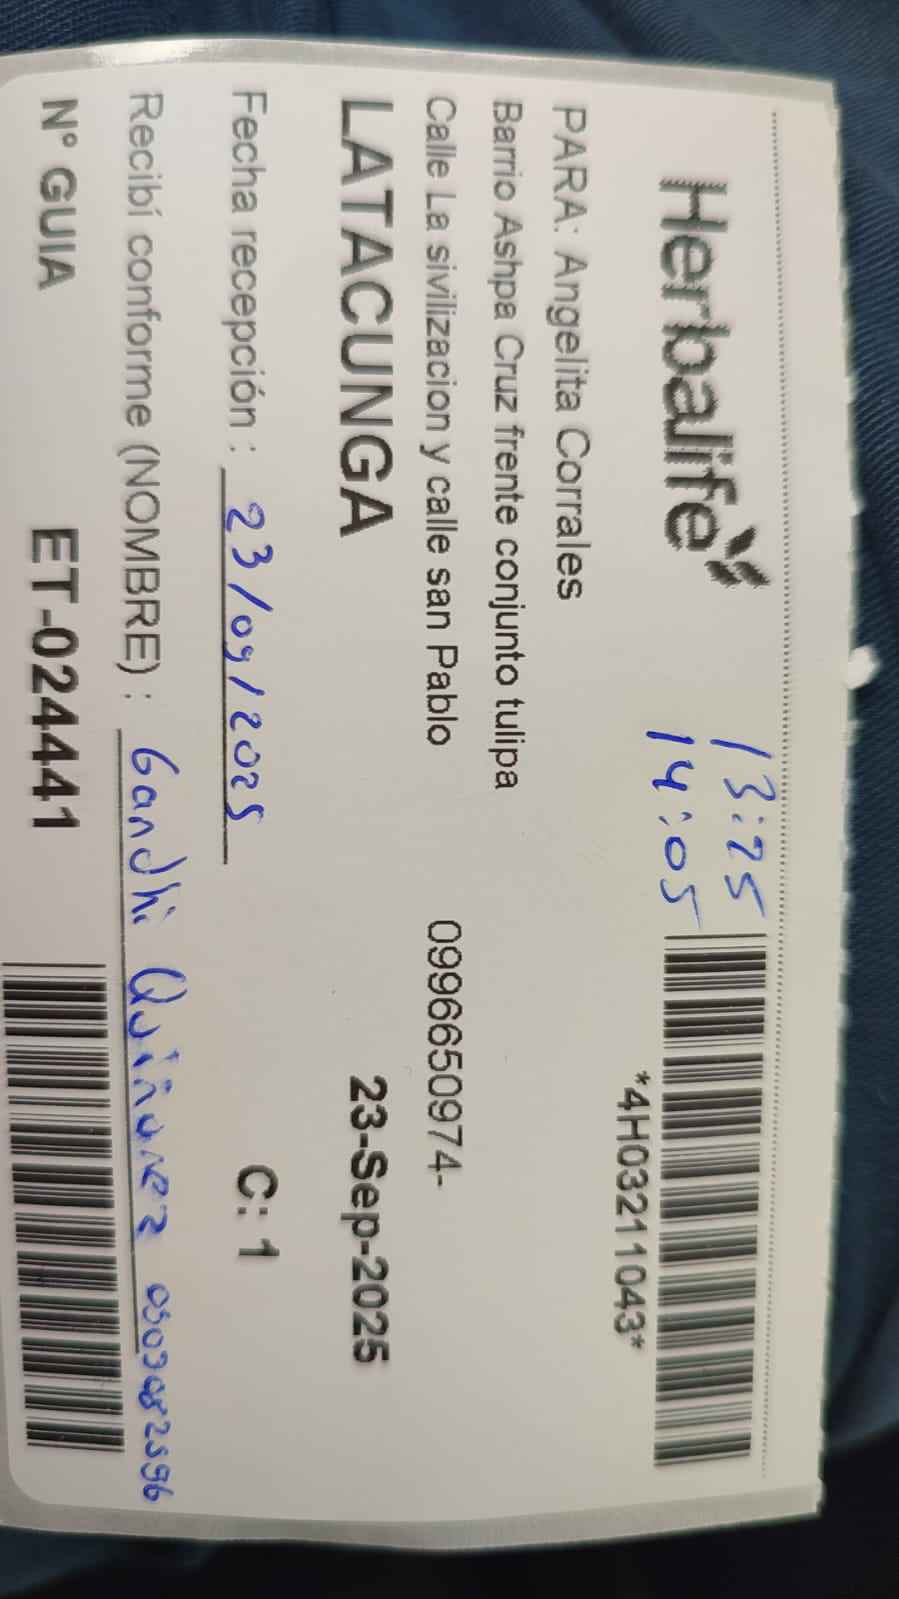 Herbalife
13:25
14:05
*4H03211043*
PARA: Angelita Corrales
Barrio Ashpa Cruz frente conjunto tulipa
Calle La sivilizacion y calle san Pablo 0996650974-
LATACUNGA 23-Sep-2025
Fecha recepción : 23/09/2025 C: 1
Recibí conforme (NOMBRE) : Gandhi Quiñonez
Nº GUIA ET-024441